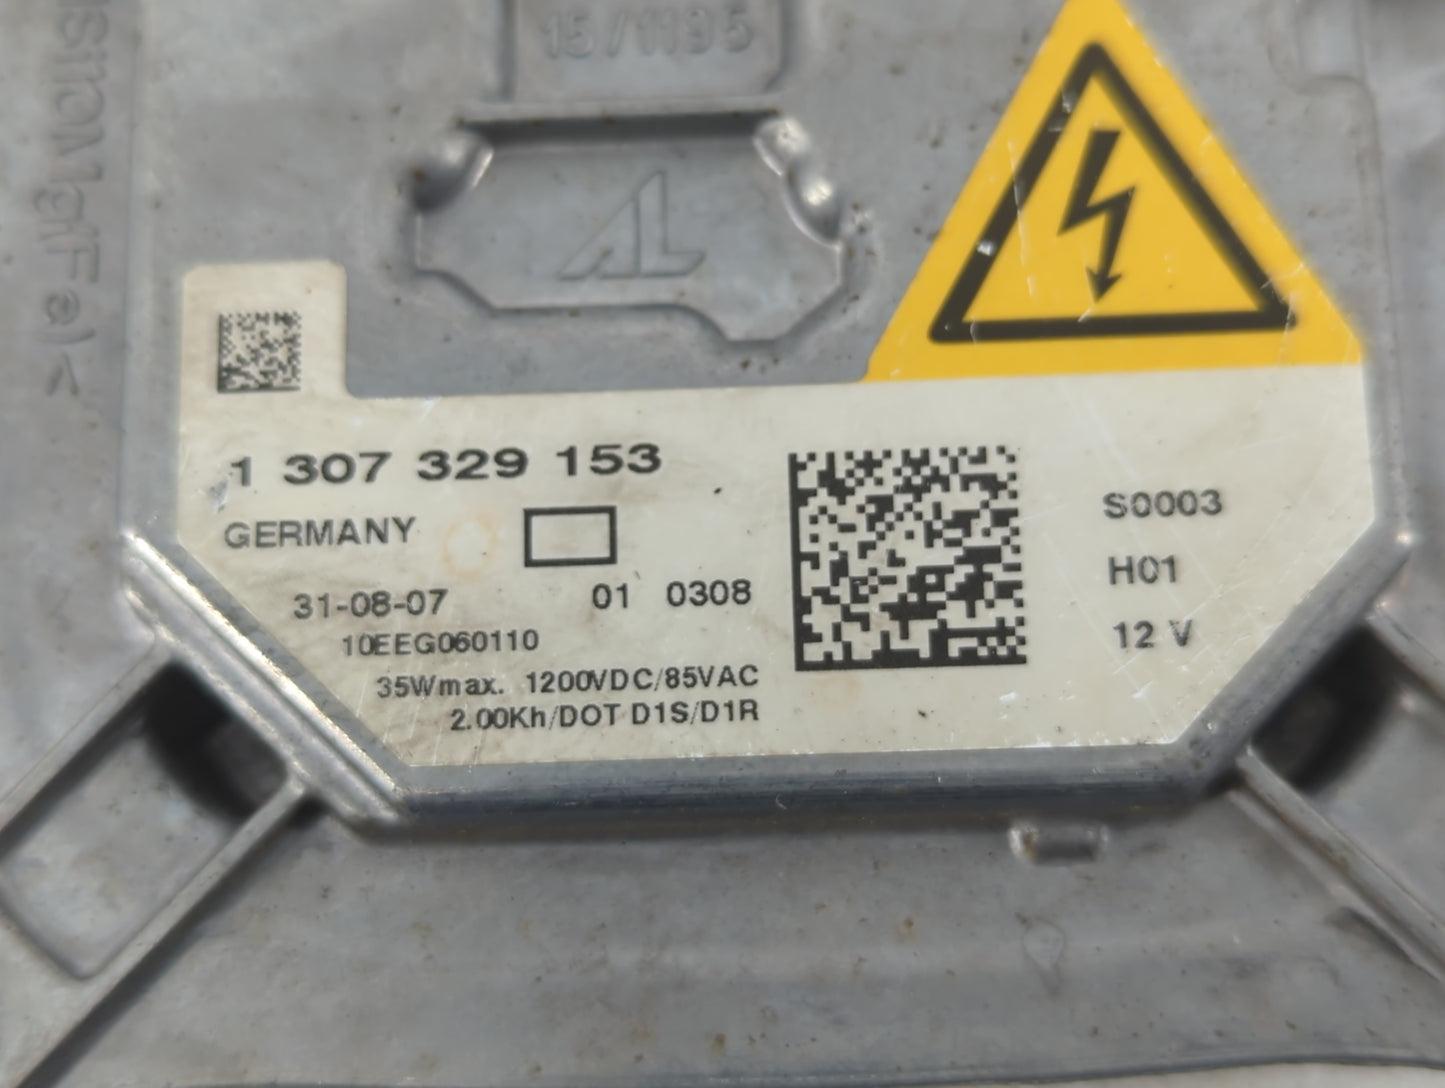 15/1195
AL
1 307 329 153
GERMANY
31-08-07 01 0308
10EEG060110
35Wmax. 1200VDC/85VAC
2.00Kh/DOT D1S/D1R
S0003
H01
12 V